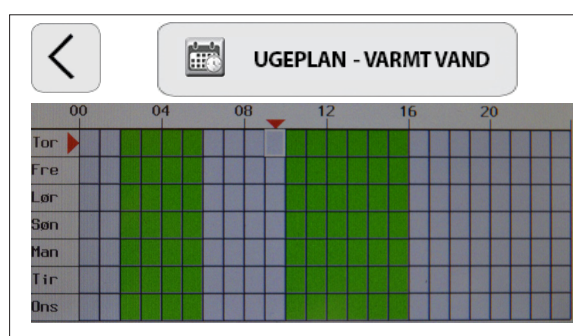 UGEPLAN - VARMT VAND
00 04 08 12 16 20
Tor
Fre
Lør
Søn
Man
Tir
Ons